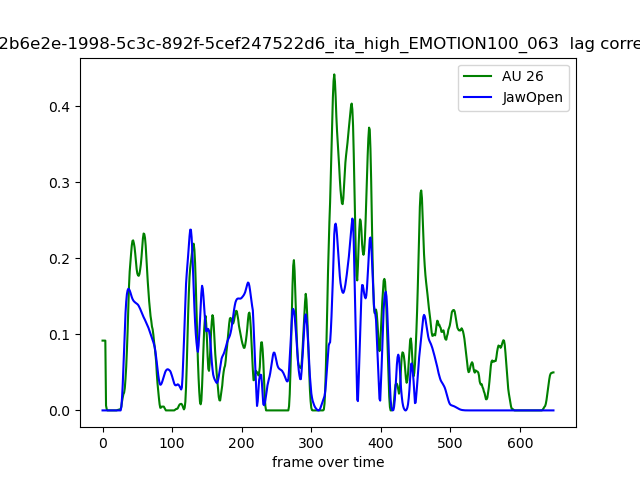 2b6e2e-1998-5c3c-892f-5cef247522d6_ita_high_EMOTION100_063 lag corre
AU 26
JawOpen
0.4
0.3
0.2
0.1
0.0
0 100 200 300 400 500 600
frame over time